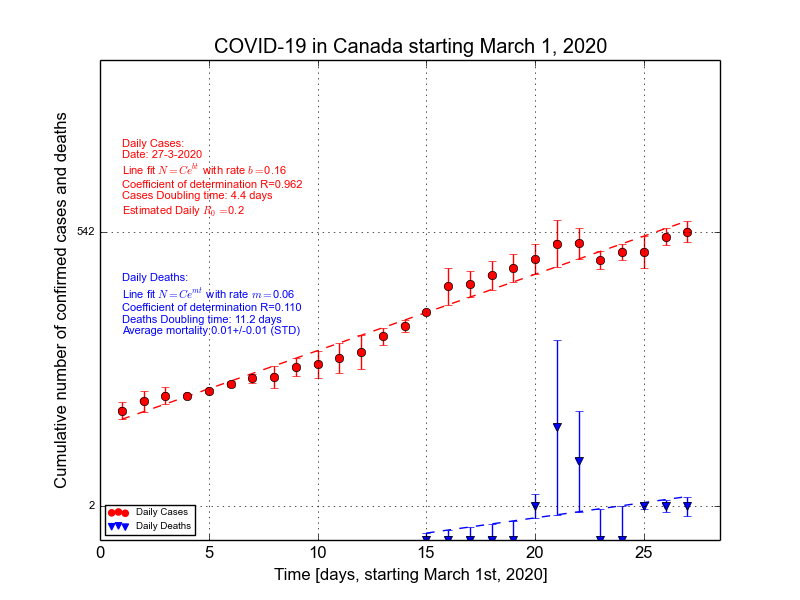 COVID-19 in Canada starting March 1, 2020
Cumulative number of confirmed cases and deaths
Daily Cases:
Date: 27-3-2020
Line fit N=Ce^{bt} with rate b=0.16
Coefficient of determination R=0.962
Cases Doubling time: 4.4 days
Estimated Daily R_0=0.2
542
Daily Deaths:
Line fit N=Ce^{mt} with rate m=0.06
Coefficient of determination R=0.110
Deaths Doubling time: 11.2 days
Average mortality:0.01+/-0.01 (STD)
2
Daily Cases
Daily Deaths
0 5 10 15 20 25
Time [days, starting March 1st, 2020]